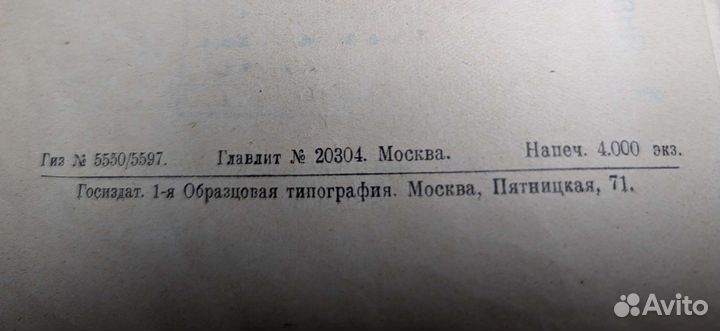 Гиз № 5550/5597. Главлит № 20304. Москва. Напеч. 4.000 экз.
Госиздат. 1-я Образцовая типография. Москва, Пятницкая, 71.
Avito